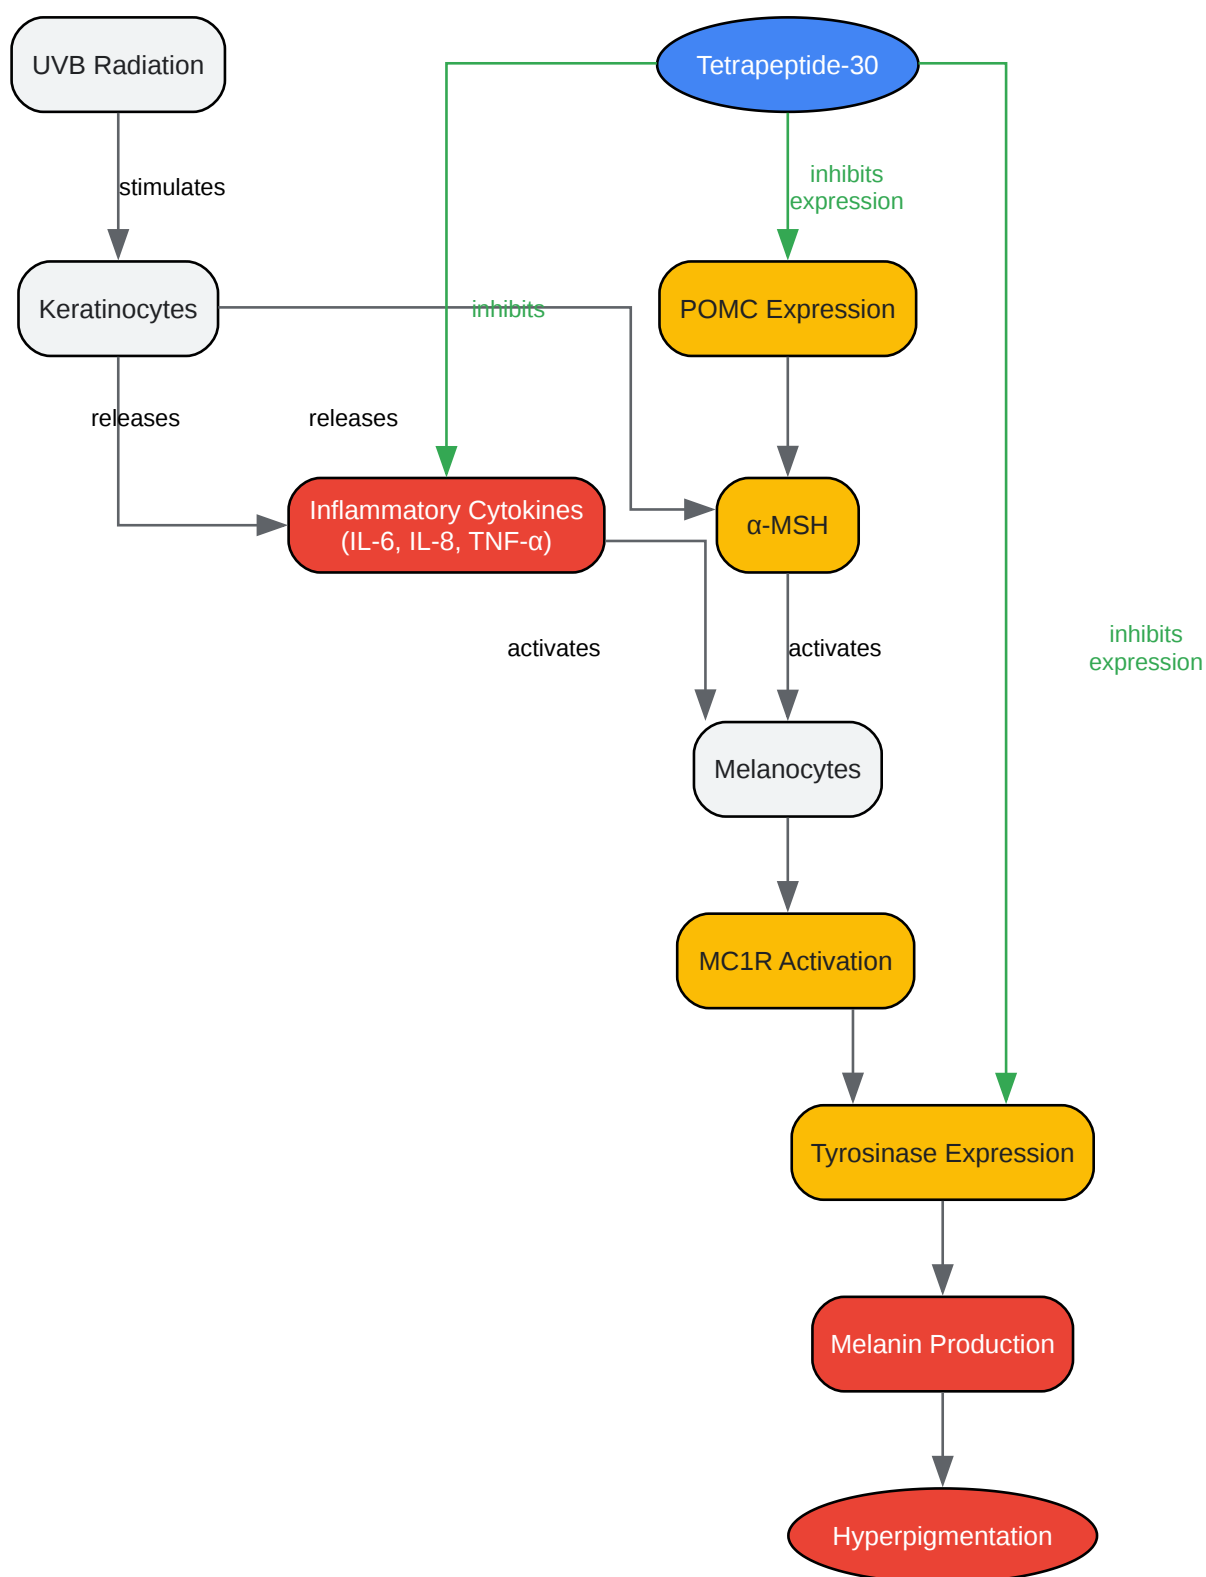 UVB Radiation
Tetrapeptide-30
stimulates
inhibits
expression
Keratinocytes
inhibits
POMC Expression
releases
releases
Inflammatory Cytokines
(IL-6, IL-8, TNF-α)
α-MSH
activates
activates
inhibits
expression
Melanocytes
MC1R Activation
Tyrosinase Expression
Melanin Production
Hyperpigmentation